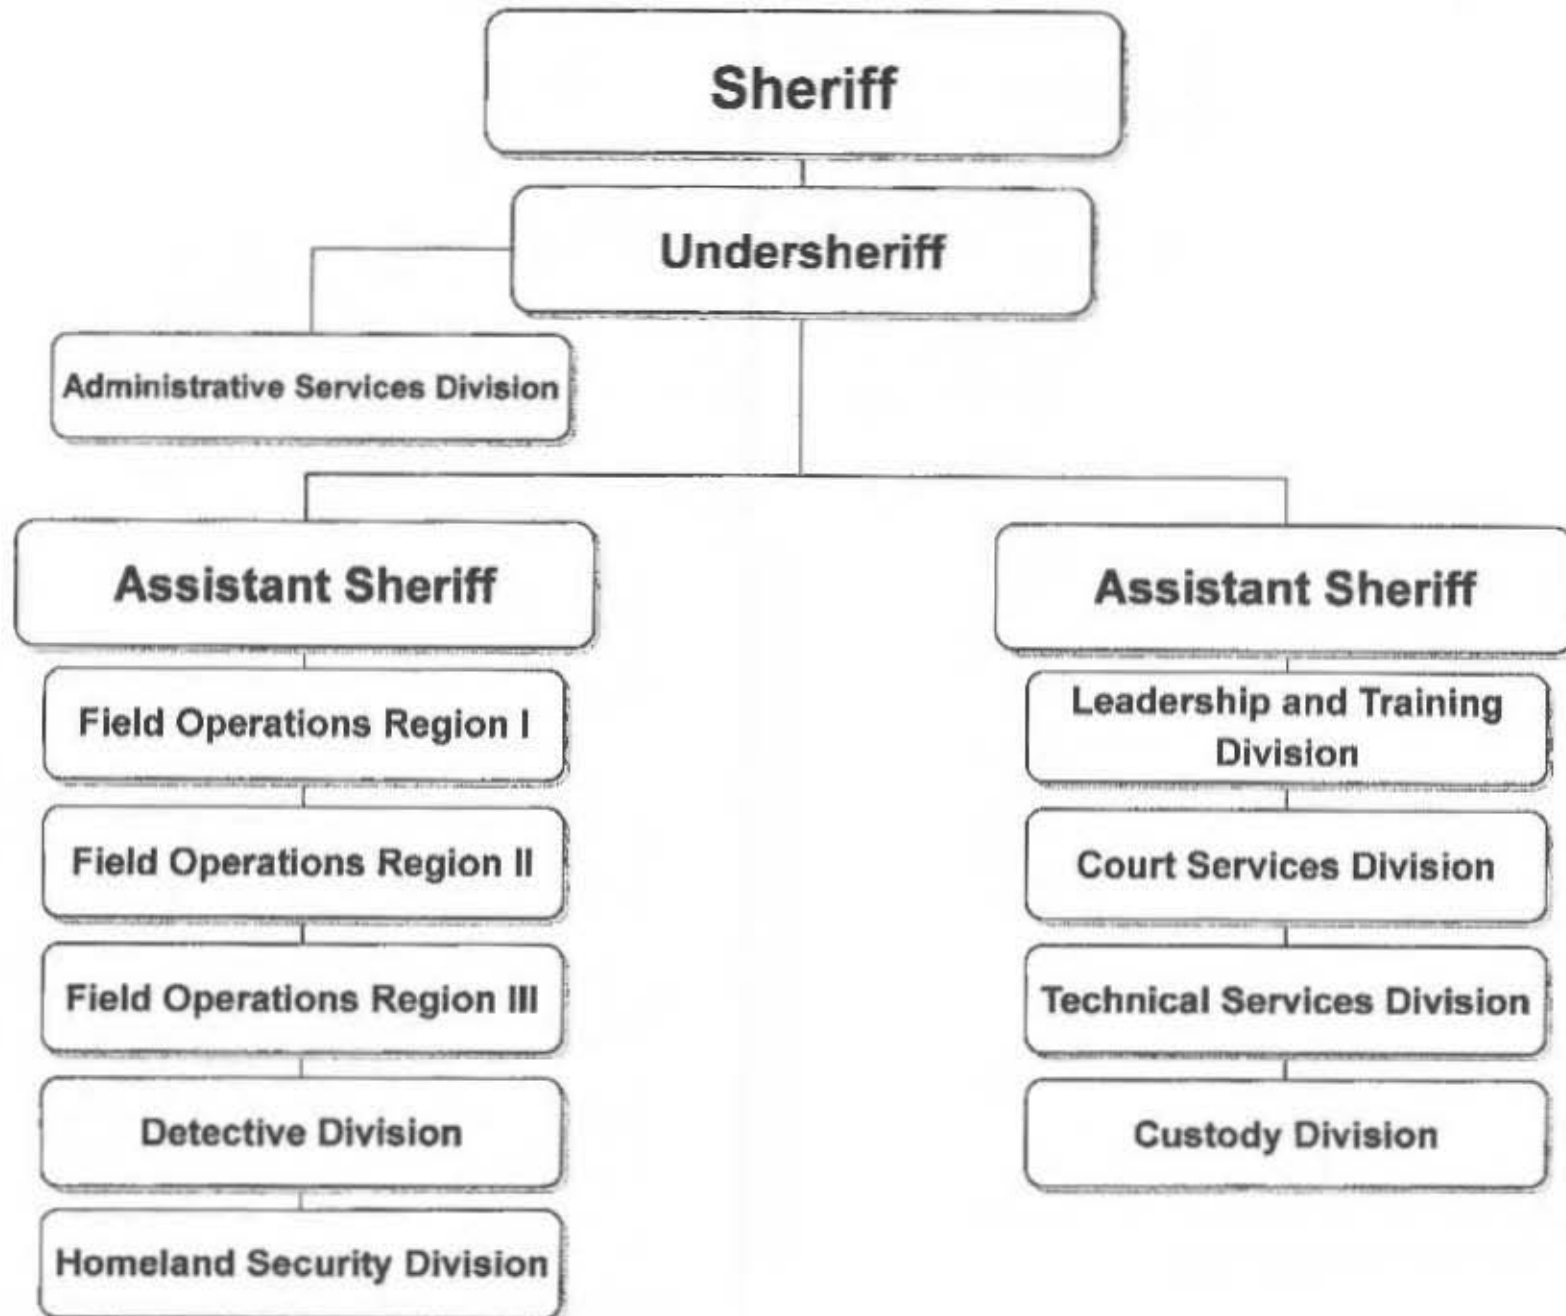 Sheriff
Undersheriff
Administrative Services Division
Assistant Sheriff
Field Operations Region I
Field Operations Region II
Field Operations Region III
Detective Division
Homeland Security Division
Assistant Sheriff
Leadership and Training
Division
Court Services Division
Technical Services Division
Custody Division